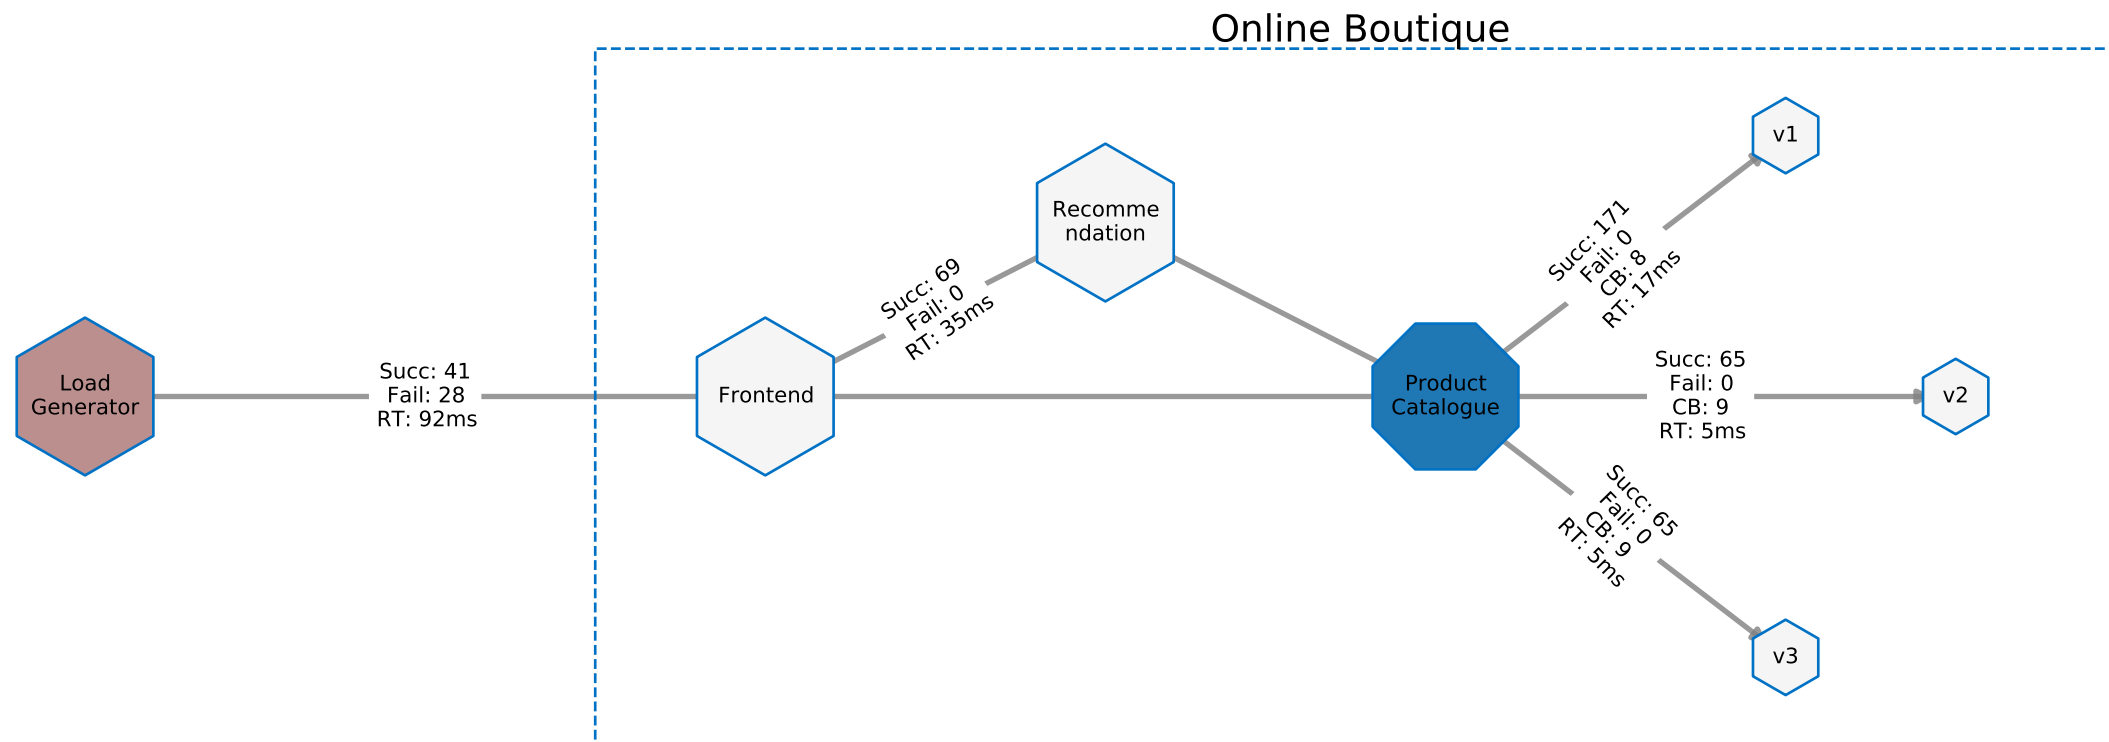 Online Boutique
Load
Generator
Succ: 41
Fail: 28
RT: 92ms
Frontend
Succ: 69
Fail: 0
RT: 35ms
Recomme
ndation
Product
Catalogue
Succ: 171
Fail: 0
CB: 8
RT: 17ms
v1
Succ: 65
Fail: 0
CB: 9
RT: 5ms
v2
Succ: 65
Fail: 0
CB: 9
RT: 5ms
v3